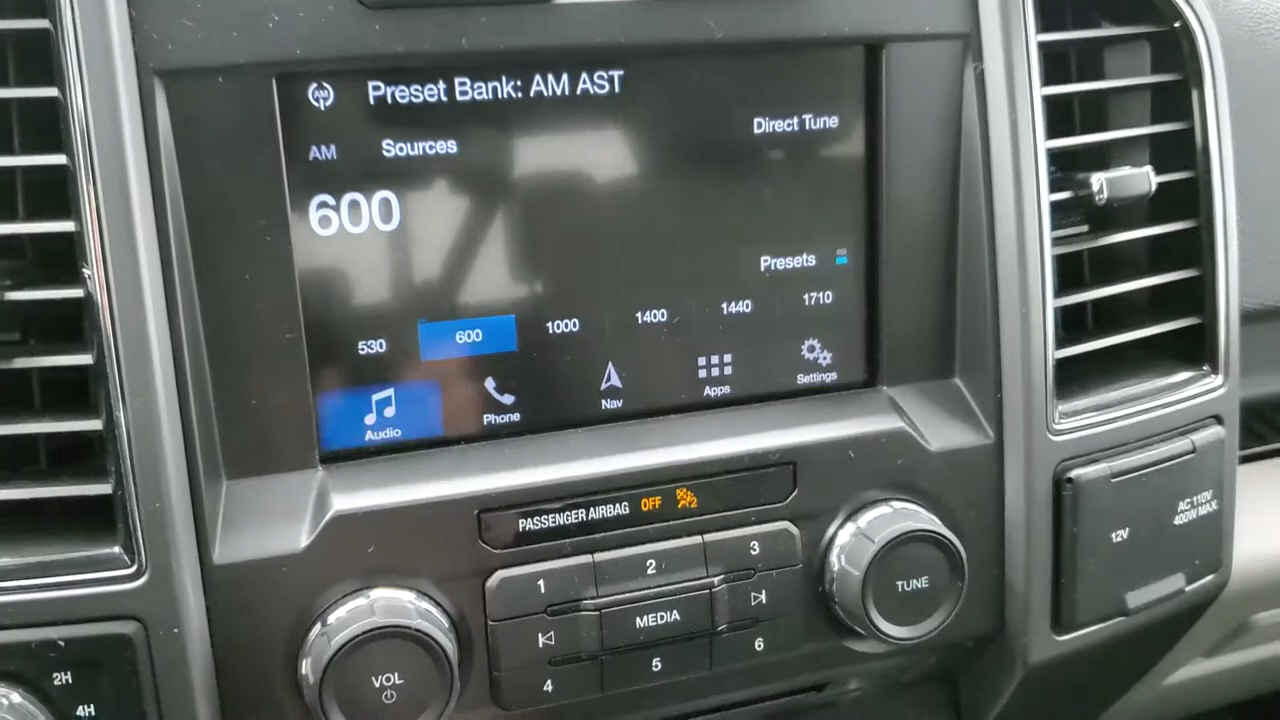 AM Preset Bank: AM AST
AM Sources Direct Tune
600
Presets
530 600 1000 1400 1440 1710
Audio Phone Nav Apps Settings
PASSENGER AIRBAG OFF 2
1 2 3
MEDIA
4 5 6
VOL
TUNE
12V
AC 110V
400W MAX
2H
4H